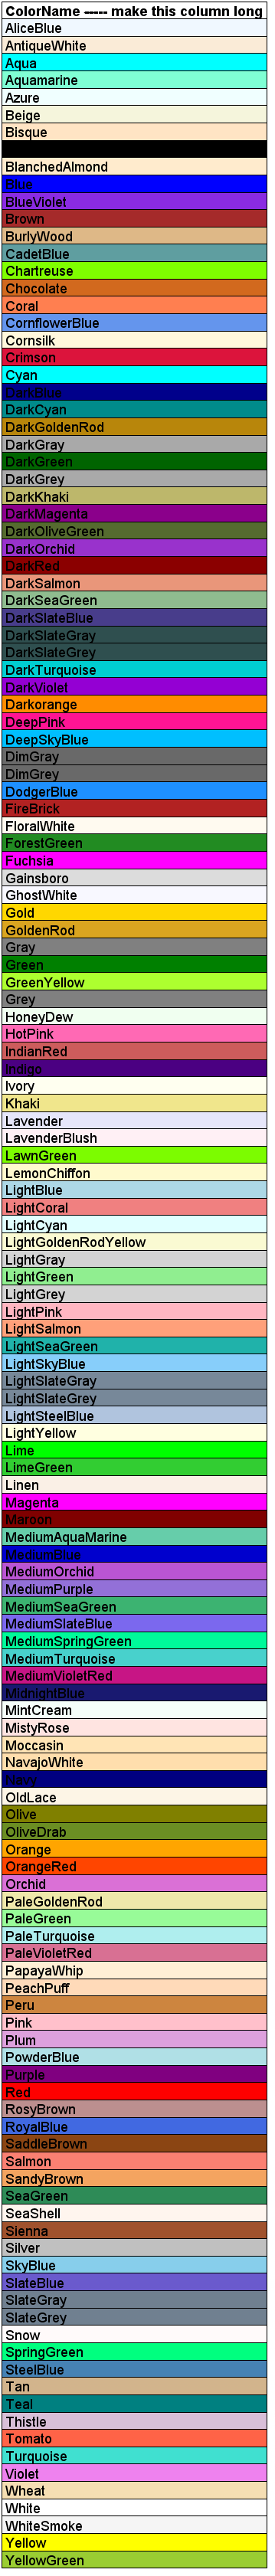 ColorName ----- make this column long
AliceBlue
AntiqueWhite
Aqua
Aquamarine
Azure
Beige
Bisque
BlanchedAlmond
Blue
BlueViolet
Brown
BurlyWood
CadetBlue
Chartreuse
Chocolate
Coral
CornflowerBlue
Cornsilk
Crimson
Cyan
DarkBlue
DarkCyan
DarkGoldenRod
DarkGray
DarkGreen
DarkGrey
DarkKhaki
DarkMagenta
DarkOliveGreen
DarkOrchid
DarkRed
DarkSalmon
DarkSeaGreen
DarkSlateBlue
DarkSlateGray
DarkSlateGrey
DarkTurquoise
DarkViolet
Darkorange
DeepPink
DeepSkyBlue
DimGray
DimGrey
DodgerBlue
FireBrick
FloralWhite
ForestGreen
Fuchsia
Gainsboro
GhostWhite
Gold
GoldenRod
Gray
Green
GreenYellow
Grey
HoneyDew
HotPink
IndianRed
Indigo
Ivory
Khaki
Lavender
LavenderBlush
LawnGreen
LemonChiffon
LightBlue
LightCoral
LightCyan
LightGoldenRodYellow
LightGray
LightGreen
LightGrey
LightPink
LightSalmon
LightSeaGreen
LightSkyBlue
LightSlateGray
LightSlateGrey
LightSteelBlue
LightYellow
Lime
LimeGreen
Linen
Magenta
Maroon
MediumAquaMarine
MediumBlue
MediumOrchid
MediumPurple
MediumSeaGreen
MediumSlateBlue
MediumSpringGreen
MediumTurquoise
MediumVioletRed
MidnightBlue
MintCream
MistyRose
Moccasin
NavajoWhite
Navy
OldLace
Olive
OliveDrab
Orange
OrangeRed
Orchid
PaleGoldenRod
PaleGreen
PaleTurquoise
PaleVioletRed
PapayaWhip
PeachPuff
Peru
Pink
Plum
PowderBlue
Purple
Red
RosyBrown
RoyalBlue
SaddleBrown
Salmon
SandyBrown
SeaGreen
SeaShell
Sienna
Silver
SkyBlue
SlateBlue
SlateGray
SlateGrey
Snow
SpringGreen
SteelBlue
Tan
Teal
Thistle
Tomato
Turquoise
Violet
Wheat
White
WhiteSmoke
Yellow
YellowGreen